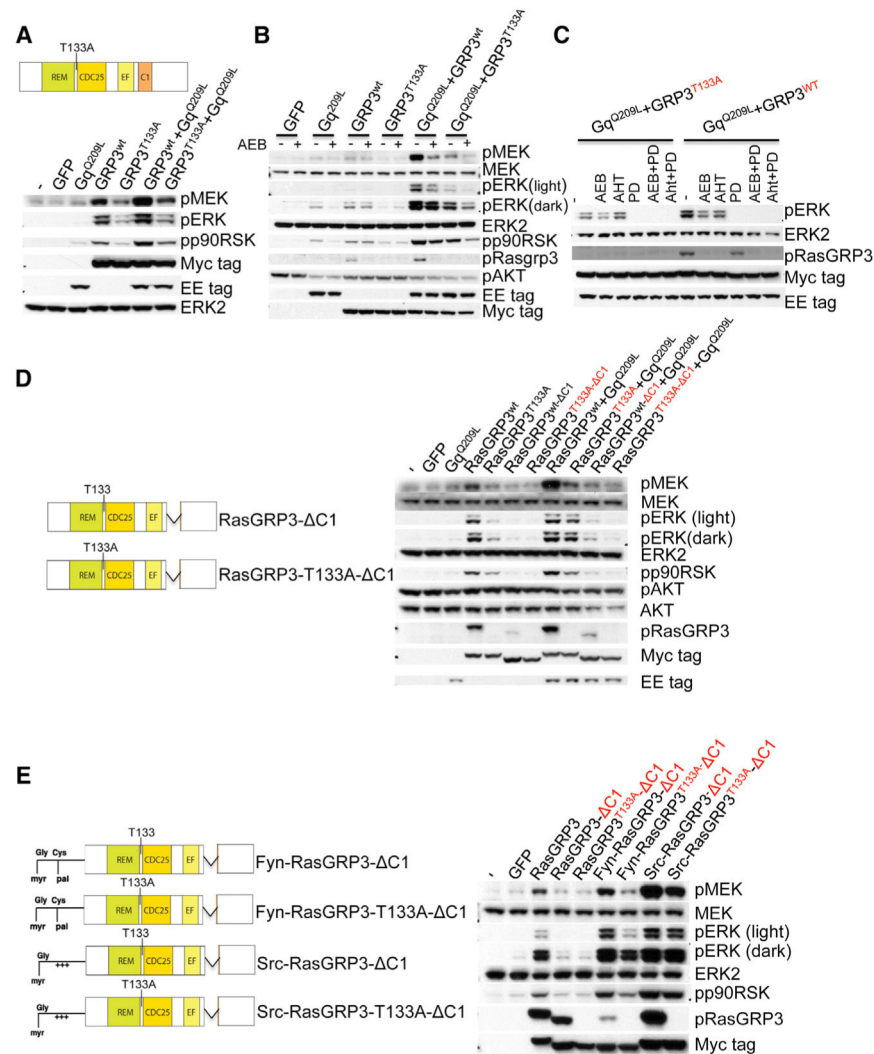 A
T133A
REM CDC25 EF C1
- GFP GqQ209L GRP3wt GRP3T133A GRP3wt+GqQ209L GRP3T133A+GqQ209L
pMEK
pERK
pp90RSK
Myc tag
EE tag
ERK2
B
GFP GqQ209L GRP3wt GRP3T133A GqQ209L+GRP3wt GqQ209L+GRP3T133A
AEB - + - + - + - + - + - +
pMEK
MEK
pERK(light)
pERK(dark)
ERK2
pp90RSK
pRasgrp3
pAKT
EE tag
Myc tag
C
GqQ209L+GRP3T133A
GqQ209L+GRP3WT
- AEB AHT PD AEB+PD Aht+PD - AEB AHT PD AEB+PD Aht+PD
pERK
ERK2
pRasGRP3
Myc tag
EE tag
D
T133
REM CDC25 EF
RasGRP3-ΔC1
T133A
REM CDC25 EF
RasGRP3-T133A-ΔC1
- GFP GqQ209L RasGRP3wt RasGRP3T133A RasGRP3wt-ΔC1 RasGRP3T133A-ΔC1 RasGRP3wt+GqQ209L RasGRP3T133A+GqQ209L RasGRP3wt-ΔC1+GqQ209L RasGRP3T133A-ΔC1+GqQ209L
pMEK
MEK
pERK (light)
pERK(dark)
ERK2
pp90RSK
pAKT
AKT
pRasGRP3
Myc tag
EE tag
E
Gly Cys
myr pal
T133
REM CDC25 EF
Fyn-RasGRP3-ΔC1
Gly Cys
myr pal
T133A
REM CDC25 EF
Fyn-RasGRP3-T133A-ΔC1
Gly +++
myr
T133
REM CDC25 EF
Src-RasGRP3-ΔC1
Gly +++
myr
T133A
REM CDC25 EF
Src-RasGRP3-T133A-ΔC1
- GFP RasGRP3 RasGRP3-ΔC1 RasGRP3T133A-ΔC1 Fyn-RasGRP3-ΔC1 Fyn-RasGRP3T133A-ΔC1 Src-RasGRP3-ΔC1 Src-RasGRP3T133A-ΔC1
pMEK
MEK
pERK (light)
pERK (dark)
ERK2
pp90RSK
pRasGRP3
Myc tag